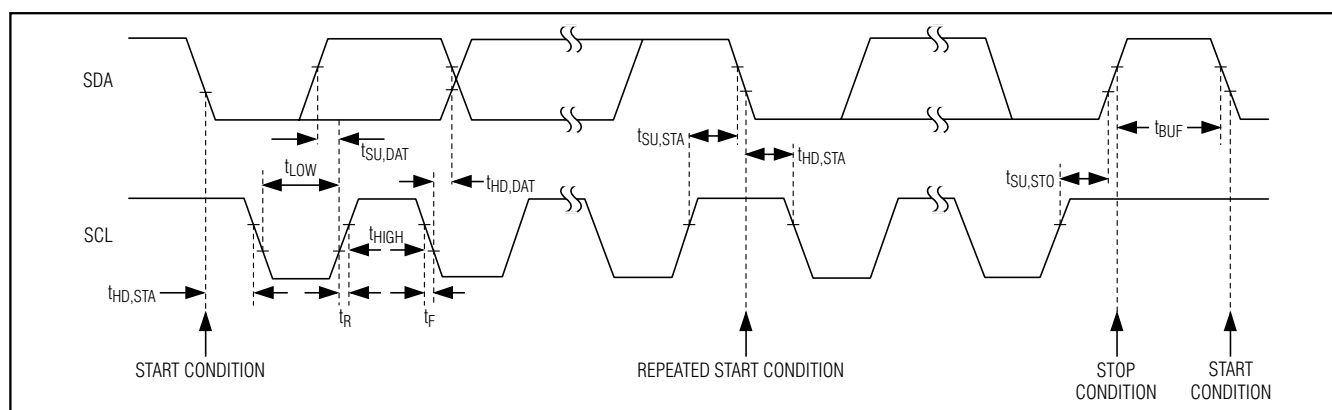 SDA
tSU,STA
tBUF
tSU,DAT
tLOW
tHD,STA
tHD,DAT
tSU,STO
SCL
tHIGH
tHD,STA
tR
tF
START CONDITION
REPEATED START CONDITION
STOP
CONDITION
START
CONDITION